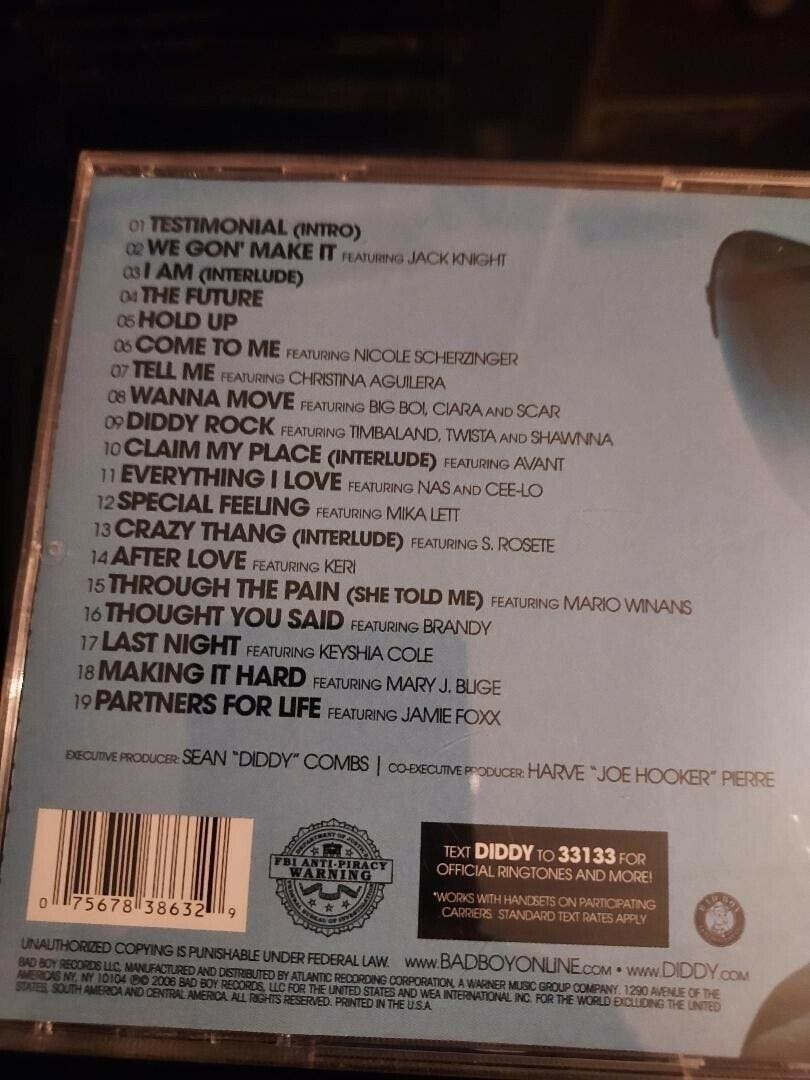 01 TESTIMONIAL (INTRO)
02 WE GON' MAKE IT FEATURING JACK KNIGHT
03 I AM (INTERLUDE)
04 THE FUTURE
05 HOLD UP
06 COME TO ME FEATURING NICOLE SCHERZINGER
07 TELL ME FEATURING CHRISTINA AGUILERA
08 WANNA MOVE FEATURING BIG BOI, CIARA AND SCAR
09 DIDDY ROCK FEATURING TIMBALAND, TWISTA AND SHAWNNA
10 CLAIM MY PLACE (INTERLUDE) FEATURING AVANT
11 EVERYTHING I LOVE FEATURING NAS AND CEE-LO
12 SPECIAL FEELING FEATURING MIKA LETT
13 CRAZY THANG (INTERLUDE) FEATURING S. ROSETE
14 AFTER LOVE FEATURING KERI
15 THROUGH THE PAIN (SHE TOLD ME) FEATURING MARIO WINANS
16 THOUGHT YOU SAID FEATURING BRANDY
17 LAST NIGHT FEATURING KEYSHIA COLE
18 MAKING IT HARD FEATURING MARY J. BLIGE
19 PARTNERS FOR LIFE FEATURING JAMIE FOXX
EXECUTIVE PRODUCER: SEAN "DIDDY" COMBS | CO-EXECUTIVE PRODUCER: HARVE "JOE HOOKER" PIERRE
0 75678 38632 9
DEPARTMENT OF JUSTICE
FBI ANTI-PIRACY
WARNING
FEDERAL BUREAU OF INVESTIGATION
TEXT DIDDY TO 33133 FOR
OFFICIAL RINGTONES AND MORE!
*WORKS WITH HANDSETS ON PARTICIPATING
CARRIERS. STANDARD TEXT RATES APPLY
BAD BOY
UNAUTHORIZED COPYING IS PUNISHABLE UNDER FEDERAL LAW. WWW.BADBOYONLINE.COM • WWW.DIDDY.COM
BAD BOY RECORDS LLC, MANUFACTURED AND DISTRIBUTED BY ATLANTIC RECORDING CORPORATION, A WARNER MUSIC GROUP COMPANY. 1290 AVENUE OF THE
AMERICAS NY, NY 10104 ℗© 2006 BAD BOY RECORDS, LLC FOR THE UNITED STATES AND WEA INTERNATIONAL INC. FOR THE WORLD EXCLUDING THE UNITED
STATES, SOUTH AMERICA AND CENTRAL AMERICA. ALL RIGHTS RESERVED. PRINTED IN THE U.S.A.